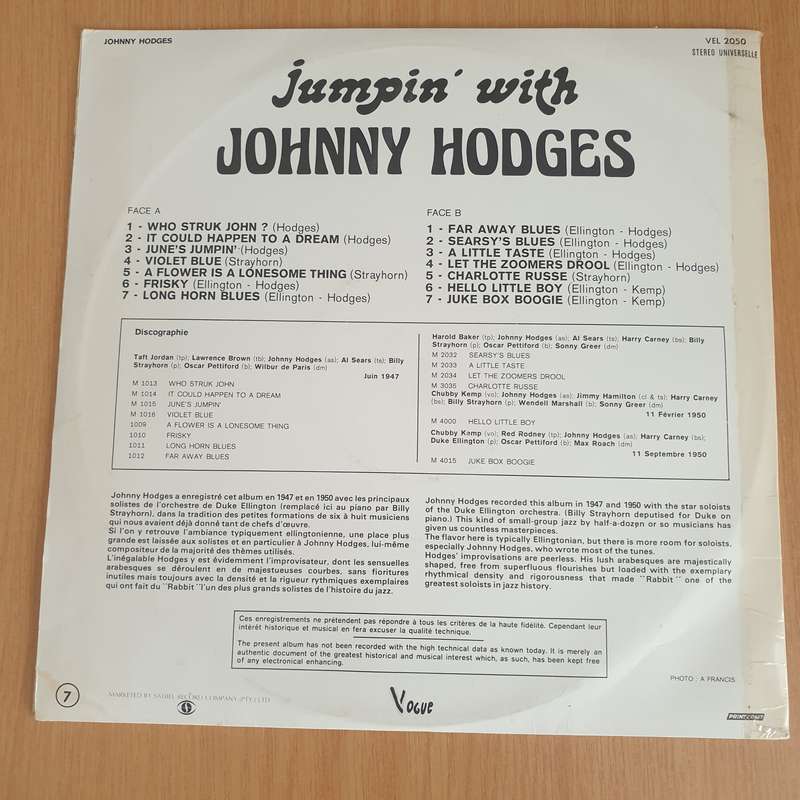 JOHNNY HODGES
VEL 2050
STEREO UNIVERSELLE
jumpin' with
JOHNNY HODGES
FACE A
1 - WHO STRUK JOHN ? (Hodges)
2 - IT COULD HAPPEN TO A DREAM (Hodges)
3 - JUNE'S JUMPIN' (Hodges)
4 - VIOLET BLUE (Strayhorn)
5 - A FLOWER IS A LONESOME THING (Strayhorn)
6 - FRISKY (Ellington - Hodges)
7 - LONG HORN BLUES (Ellington - Hodges)
FACE B
1 - FAR AWAY BLUES (Ellington - Hodges)
2 - SEARSY'S BLUES (Ellington - Hodges)
3 - A LITTLE TASTE (Ellington - Hodges)
4 - LET THE ZOOMERS DROOL (Ellington - Hodges)
5 - CHARLOTTE RUSSE (Ellington - Strayhorn)
6 - HELLO LITTLE BOY (Ellington - Kemp)
7 - JUKE BOX BOOGIE (Ellington - Kemp)
Discographie
Taft Jordan (tp); Lawrence Brown (tb); Johnny Hodges (as); Al Sears (ts); Billy
Strayhorn (p); Oscar Pettiford (b); Wilbur de Paris (dm)
Juin 1947
M 1013 WHO STRUK JOHN
M 1014 IT COULD HAPPEN TO A DREAM
M 1015 JUNE'S JUMPIN'
M 1016 VIOLET BLUE
1009 A FLOWER IS A LONESOME THING
1010 FRISKY
1011 LONG HORN BLUES
1012 FAR AWAY BLUES
Harold Baker (tp); Johnny Hodges (as); Al Sears (ts); Harry Carney (bs); Billy
Strayhorn (p); Oscar Pettiford (b); Sonny Greer (dm)
M 2032 SEARSY'S BLUES
M 2033 A LITTLE TASTE
M 2034 LET THE ZOOMERS DROOL
M 3035 CHARLOTTE RUSSE
Chubby Kemp (vo); Johnny Hodges (as); Jimmy Hamilton (cl & ts); Harry Carney
(bs); Billy Strayhorn (p); Wendell Marshall (b); Sonny Greer (dm)
11 Février 1950
M 4000 HELLO LITTLE BOY
Chubby Kemp (vo); Red Rodney (tp); Johnny Hodges (as); Harry Carney (bs);
Duke Ellington (p); Oscar Pettiford (b); Max Roach (dm)
11 Septembre 1950
M 4015 JUKE BOX BOOGIE
Johnny Hodges a enregistré cet album en 1947 et en 1950 avec les principaux
solistes de l'orchestre de Duke Ellington (remplacé ici au piano par Billy
Strayhorn), dans la tradition des petites formations de six à huit musiciens
qui nous avaient déjà donné tant de chefs d'œuvre.
Si l'on y retrouve l'ambiance typiquement ellingtonienne, une place plus
grande est laissée aux solistes et en particulier à Johnny Hodges, lui-même
compositeur de la majorité des thèmes utilisés.
L'inégalable Hodges y est évidemment l'improvisateur, dont les sensuelles
arabesques se déroulent en de majestueuses courbes, sans fioritures
inutiles mais toujours avec la densité et la rigueur rythmiques exemplaires
qui ont fait du "Rabbit" l'un des plus grands solistes de l'histoire du jazz.
Johnny Hodges recorded this album in 1947 and 1950 with the star soloists
of the Duke Ellington orchestra. (Billy Strayhorn deputised for Duke on
piano.) This kind of small-group jazz by half-a-dozen or so musicians has
given us countless masterpieces.
The flavor here is typically Ellingtonian, but there is more room for soloists,
especially Johnny Hodges, who wrote most of the tunes.
Hodges' improvisations are peerless. His lush arabesques are majestically
shaped, free from superfluous flourishes but loaded with the exemplary
rhythmical density and rigorousness that made "Rabbit" one of the
greatest soloists in jazz history.
Ces enregistrements ne prétendent pas répondre à tous les critères de la haute fidélité. Cependant leur
intérêt historique et musical en fera excuser la qualité technique.
The present album has not been recorded with the high technical data as known today. It is merely an
authentic document of the greatest historical and musical interest which, as such, has been kept free
of any electronical enhancing.
PHOTO : A FRANCIS
7
MARKETED BY SATBEL RECORD COMPANY (PTY) LTD
VOGUE